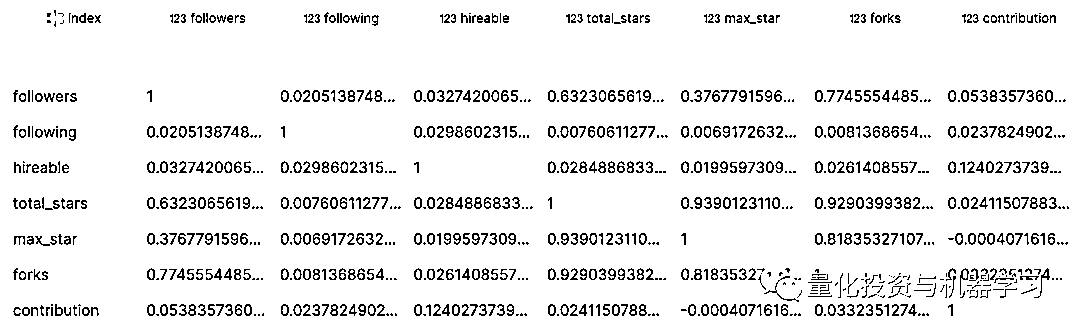 Index 123 followers 123 following 123 hireable 123 total_stars 123 max_star 123 forks 123 contribution
followers 1 0.0205138748... 0.0327420065... 0.6323065619... 0.3767791596... 0.7745554485... 0.0538357360...
following 0.0205138748... 1 0.0298602315... 0.00760611277... 0.0069172632... 0.0081368654... 0.0237824902...
hireable 0.0327420065... 0.0298602315... 1 0.0284886833... 0.0199597309... 0.0261408557... 0.1240273739...
total_stars 0.6323065619... 0.00760611277... 0.0284886833... 1 0.9390123110... 0.9290399382... 0.02411507883...
max_star 0.3767791596... 0.0069172632... 0.0199597309... 0.9390123110... 1 0.81835327107... -0.0004071616...
forks 0.7745554485... 0.0081368654... 0.0261408557... 0.9290399382...
contribution 0.0538357360... 0.0237824902... 0.1240273739... 0.0241150788... -0.0004071616... 0.0332351274... 1
量化投资与机器学习